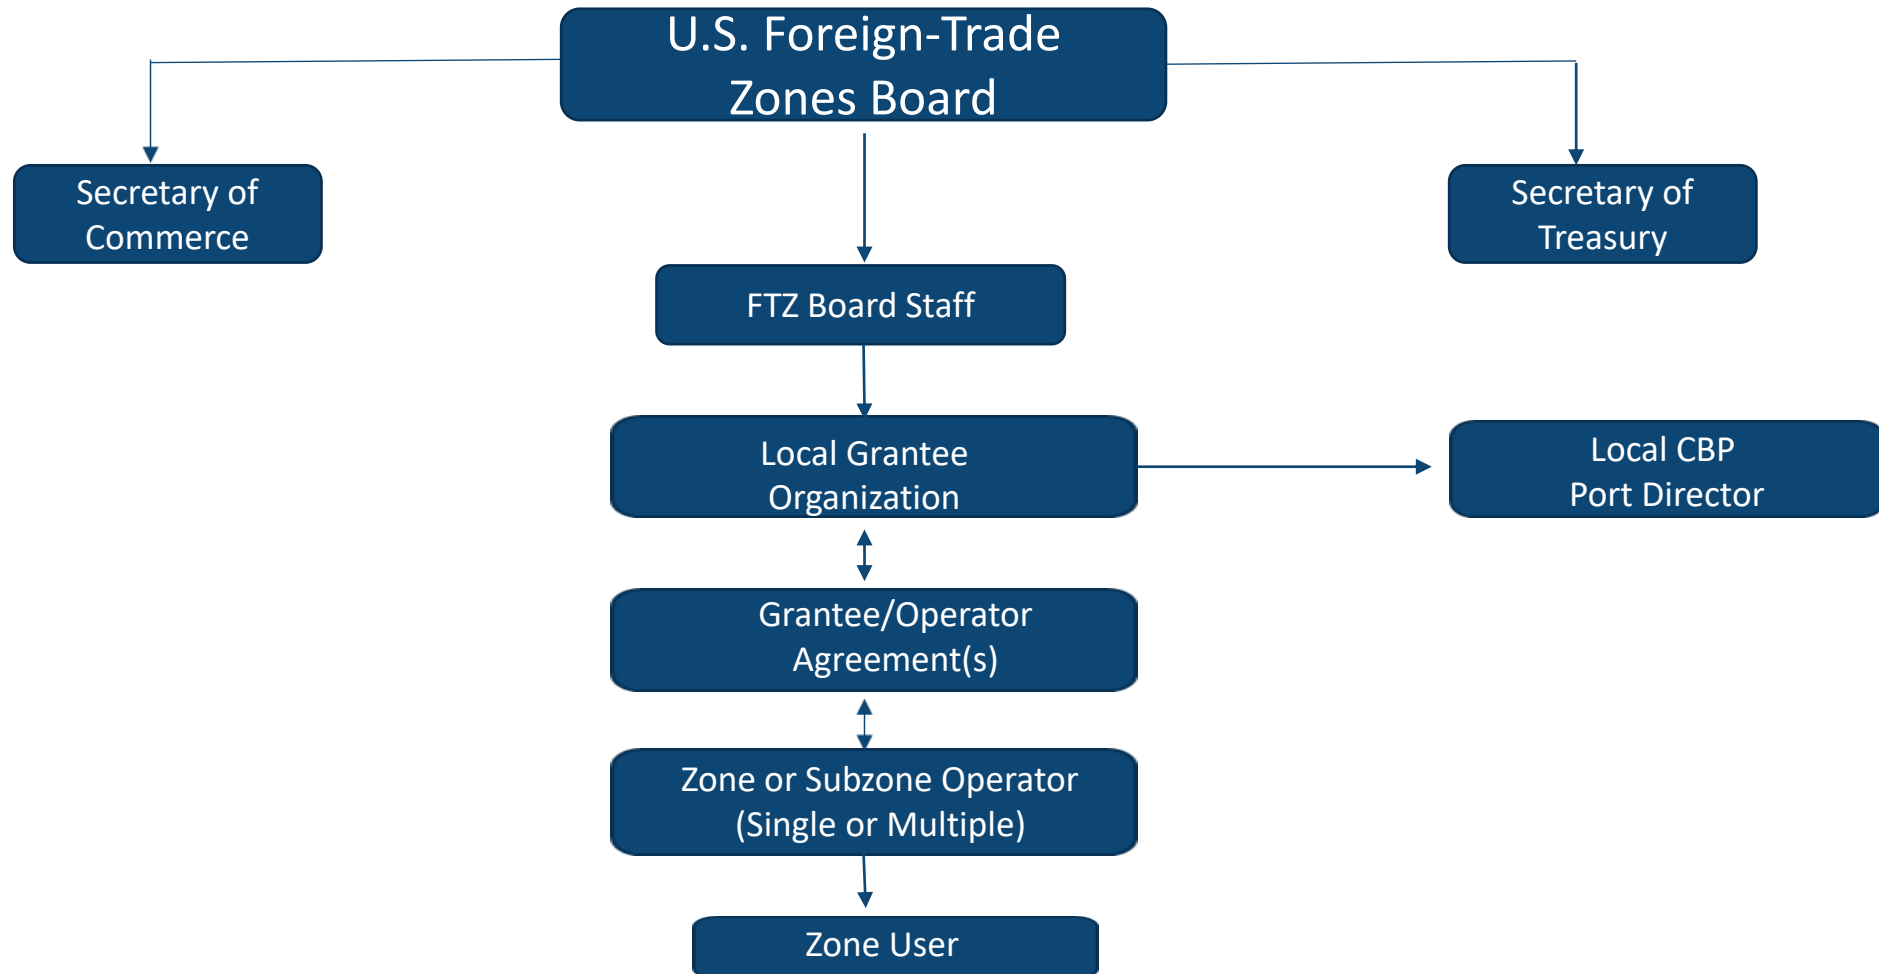 U.S. Foreign-Trade
Zones Board
Secretary of
Commerce
Secretary of
Treasury
FTZ Board Staff
Local Grantee
Organization
Local CBP
Port Director
Grantee/Operator
Agreement(s)
Zone or Subzone Operator
(Single or Multiple)
Zone User